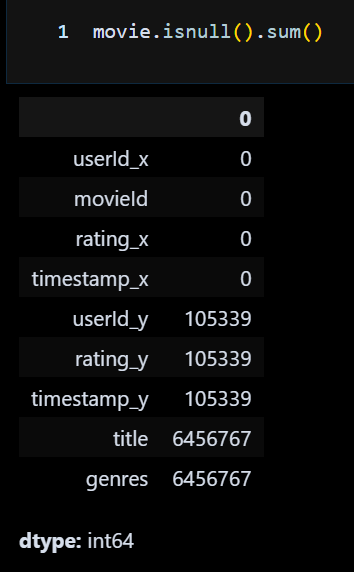 1 movie.isnull().sum()
0
userId_x 0
movieId 0
rating_x 0
timestamp_x 0
userId_y 105339
rating_y 105339
timestamp_y 105339
title 6456767
genres 6456767
dtype: int64